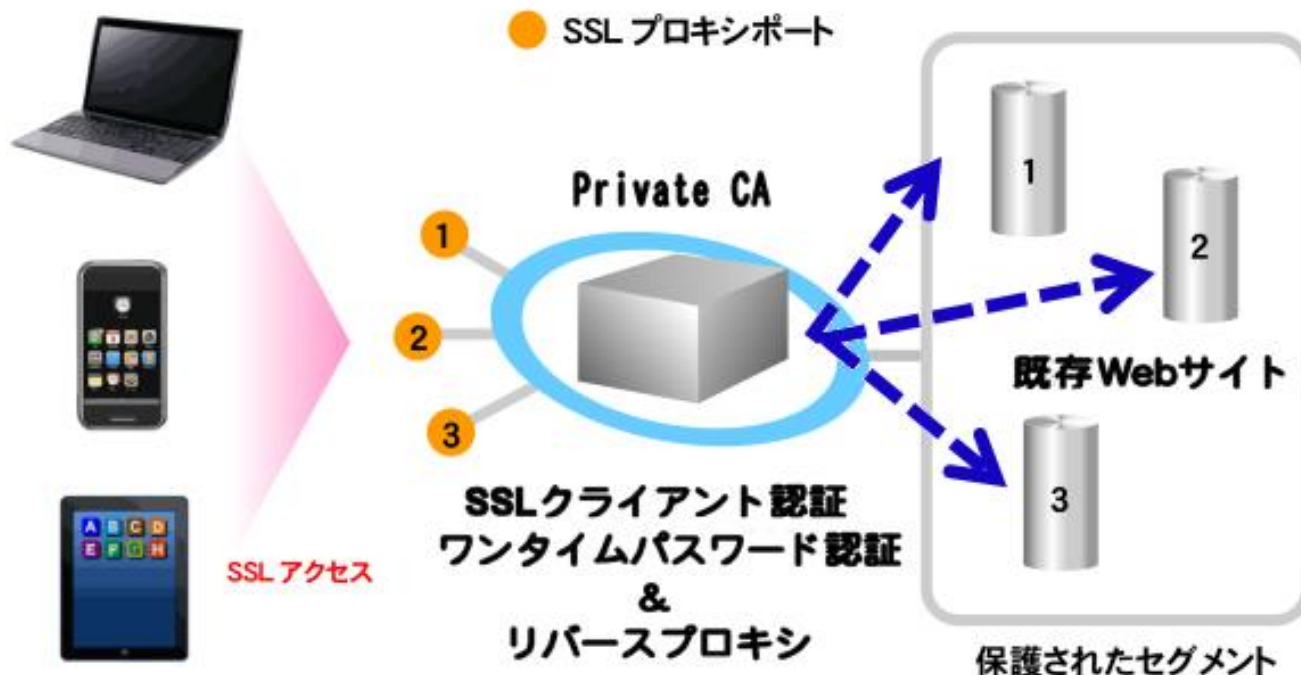 SSL プロキシポート
Private CA
1
2
3
1
2
3
既存Webサイト
SSLクライアント認証
ワンタイムパスワード認証
&
リバースプロキシ
SSL アクセス
A B C D
E F G H
保護されたセグメント